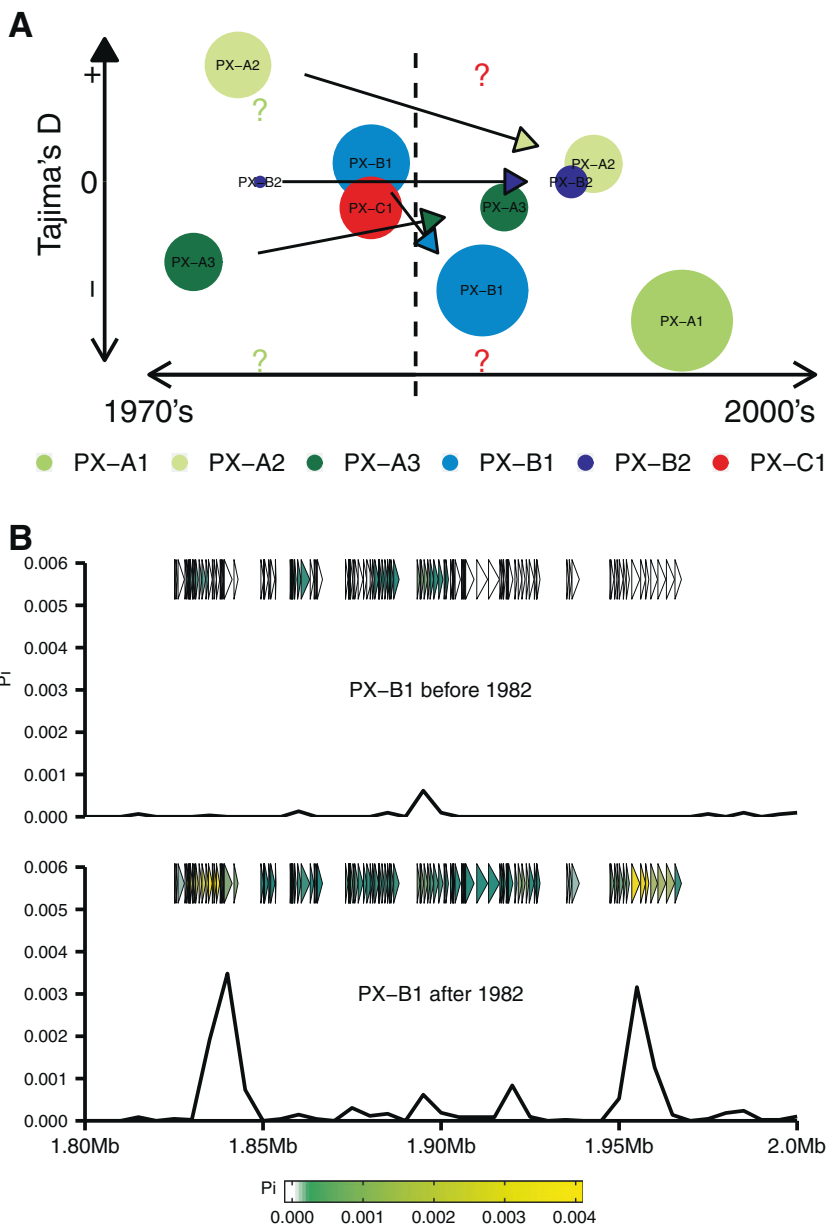 A
Tajima's D
+
0
–
PX–A2
?
?
PX–B1
PX–A2
PX–B2
PX–B2
PX–C1
PX–A3
PX–A3
PX–B1
PX–A1
?
?
1970's
2000's
PX–A1 PX–A2 PX–A3 PX–B1 PX–B2 PX–C1
B
0.006
0.005
0.004
0.003
0.002
0.001
0.000
Pi
PX–B1 before 1982
0.006
0.005
0.004
0.003
0.002
0.001
0.000
PX–B1 after 1982
1.80Mb 1.85Mb 1.90Mb 1.95Mb 2.0Mb
Pi
0.000 0.001 0.002 0.003 0.004